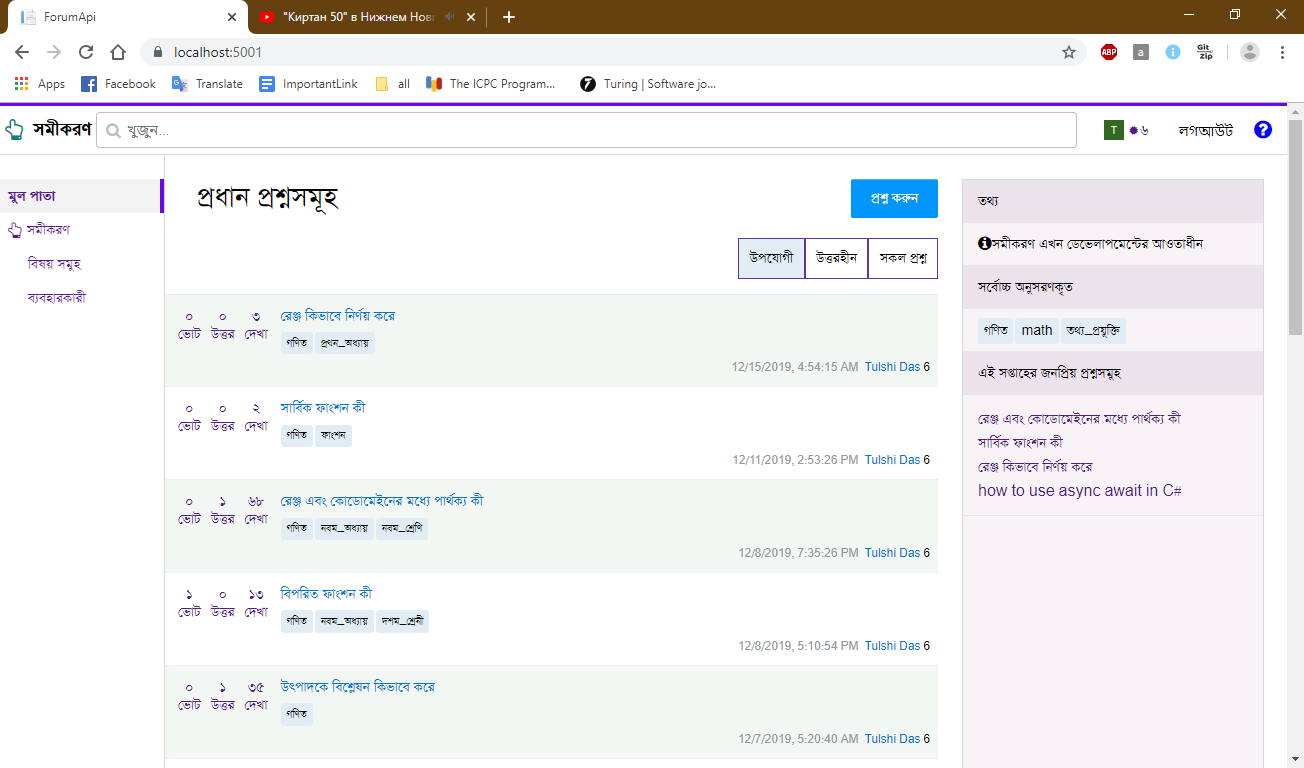 ForumApi
"Киртан 50" в Нижнем Новг
localhost:5001
Apps Facebook Translate ImportantLink all The ICPC Program... Turing | Software jo...
ABP a i Git zip
সমীকরণ
খুজুন...
T ৬ লগআউট ?
মুল পাতা
সমীকরণ
বিষয় সমূহ
ব্যবহারকারী
প্রধান প্রশ্নসমূহ
প্রশ্ন করুন
উপযোগী উত্তরহীন সকল প্রশ্ন
০ ০ ৩ রেঞ্জ কিভাবে নির্ণয় করে
ভোট উত্তর দেখা
গণিত প্রথন_অধ্যায়
12/15/2019, 4:54:15 AM Tulshi Das 6
০ ০ ২ সার্বিক ফাংশন কী
ভোট উত্তর দেখা
গণিত ফাংশন
12/11/2019, 2:53:26 PM Tulshi Das 6
০ ১ ৬৮ রেঞ্জ এবং কোডোমেইনের মধ্যে পার্থক্য কী
ভোট উত্তর দেখা
গণিত নবম_অধ্যায় নবম_শ্রেণি
12/8/2019, 7:35:26 PM Tulshi Das 6
১ ০ ১৩ বিপরিত ফাংশন কী
ভোট উত্তর দেখা
গণিত নবম_অধ্যায় দশম_শ্রেনী
12/8/2019, 5:10:54 PM Tulshi Das 6
০ ১ ৩৫ উৎপাদকে বিশ্লেষন কিভাবে করে
ভোট উত্তর দেখা
গণিত
12/7/2019, 5:20:40 AM Tulshi Das 6
তথ্য
সমীকরণ এখন ডেভেলাপমেন্টের আওতাধীন
সর্বোচ্চ অনুসরণকৃত
গণিত math তথ্য_প্রযুক্তি
এই সপ্তাহের জনপ্রিয় প্রশ্নসমুহ
রেঞ্জ এবং কোডোমেইনের মধ্যে পার্থক্য কী
সার্বিক ফাংশন কী
রেঞ্জ কিভাবে নির্ণয় করে
how to use async await in C#